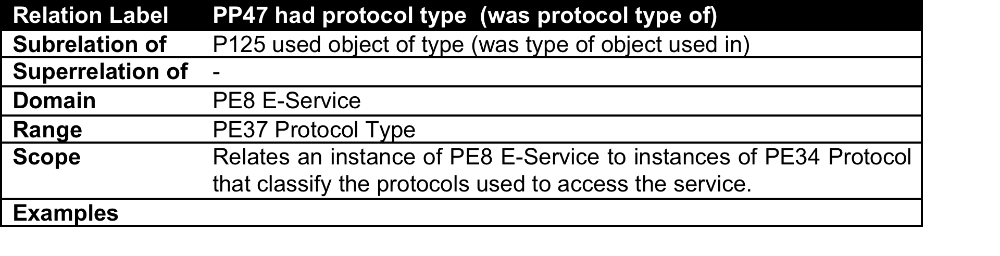 Relation Label PP47 had protocol type (was protocol type of)
Subrelation of P125 used object of type (was type of object used in)
Superrelation of -
Domain PE8 E-Service
Range PE37 Protocol Type
Scope Relates an instance of PE8 E-Service to instances of PE34 Protocol
that classify the protocols used to access the service.
Examples